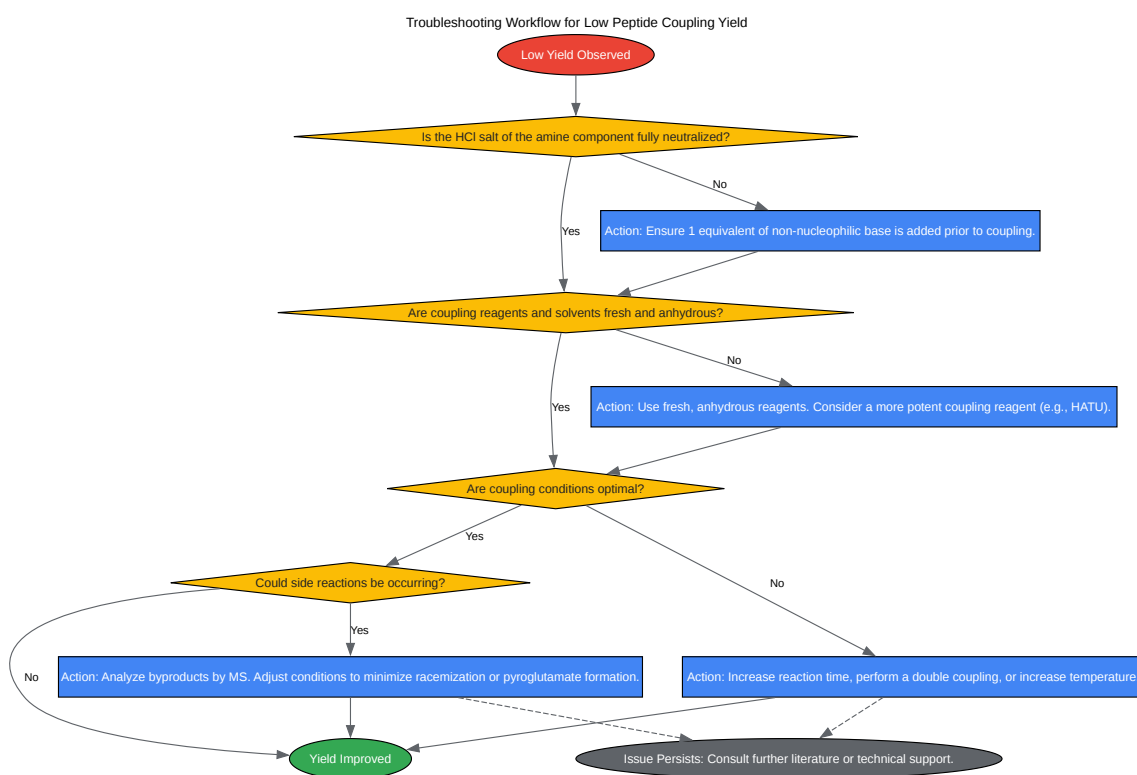 Troubleshooting Workflow for Low Peptide Coupling Yield
Low Yield Observed
Is the HCl salt of the amine component fully neutralized?
No
Yes
Action: Ensure 1 equivalent of non-nucleophilic base is added prior to coupling.
Are coupling reagents and solvents fresh and anhydrous?
No
Yes
Action: Use fresh, anhydrous reagents. Consider a more potent coupling reagent (e.g., HATU).
Are coupling conditions optimal?
Yes
Could side reactions be occurring?
No
Yes
No
Action: Analyze byproducts by MS. Adjust conditions to minimize racemization or pyroglutamate formation.
Action: Increase reaction time, perform a double coupling, or increase temperature
Yield Improved
Issue Persists: Consult further literature or technical support.